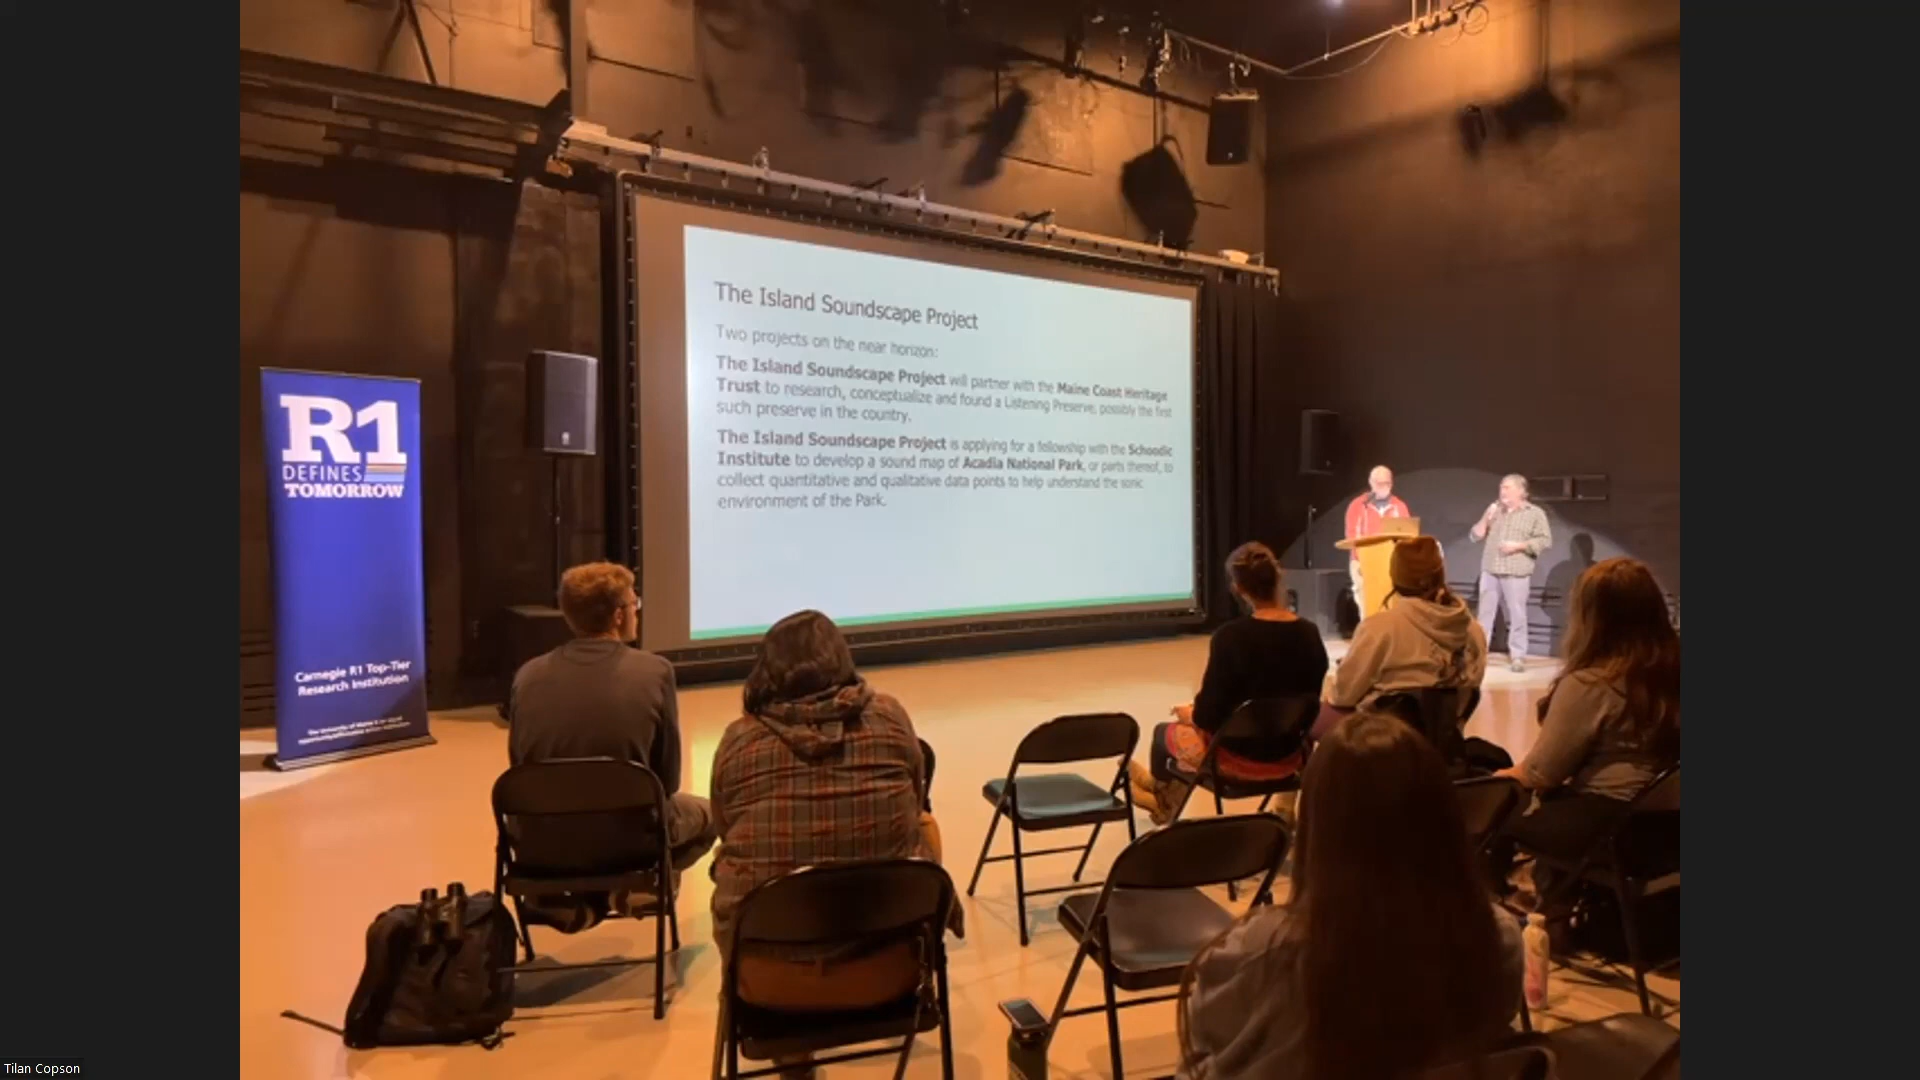 The Island Soundscape Project
Two projects on the near horizon:
The Island Soundscape Project will partner with the Maine Coast Heritage
Trust to research, conceptualize and found a Listening Preserve, possibly the first
such preserve in the country.
The Island Soundscape Project is applying for a fellowship with the Schoodic
Institute to develop a sound map of Acadia National Park, or parts thereof, to
collect quantitative and qualitative data points to help understand the sonic
environment of the Park.
R1
DEFINES
TOMORROW
Carnegie R1 Top-Tier
Research Institution
Tilan Copson